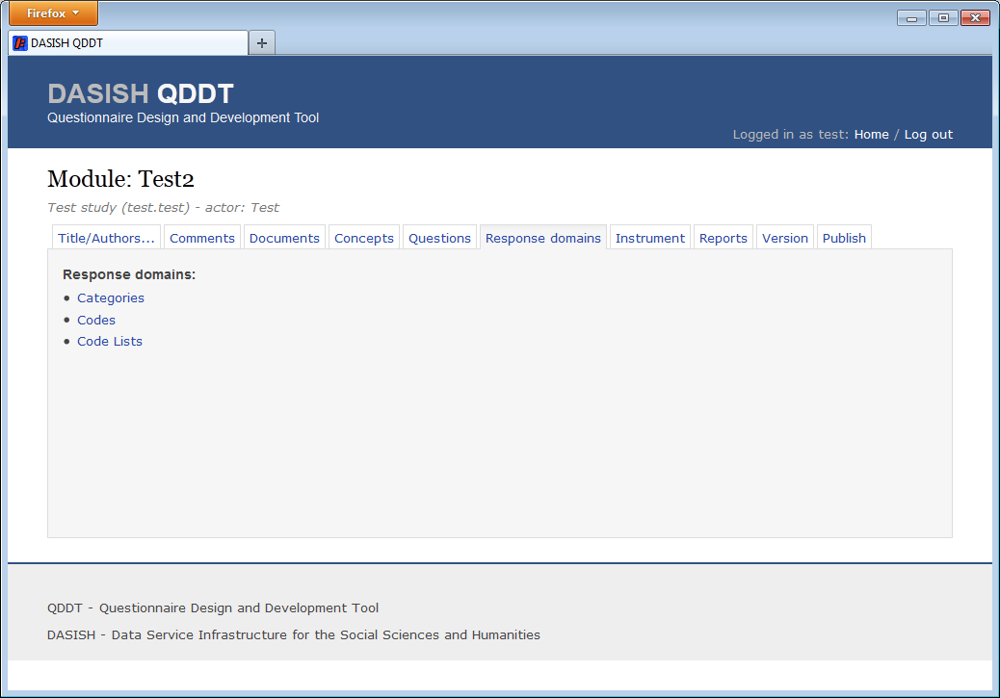 Firefox
DASISH QDDT
DASISH QDDT
Questionnaire Design and Development Tool
Logged in as test: Home / Log out
Module: Test2
Test study (test.test) - actor: Test
Title/Authors... Comments Documents Concepts Questions Response domains Instrument Reports Version Publish
Response domains:
• Categories
• Codes
• Code Lists
QDDT - Questionnaire Design and Development Tool
DASISH - Data Service Infrastructure for the Social Sciences and Humanities